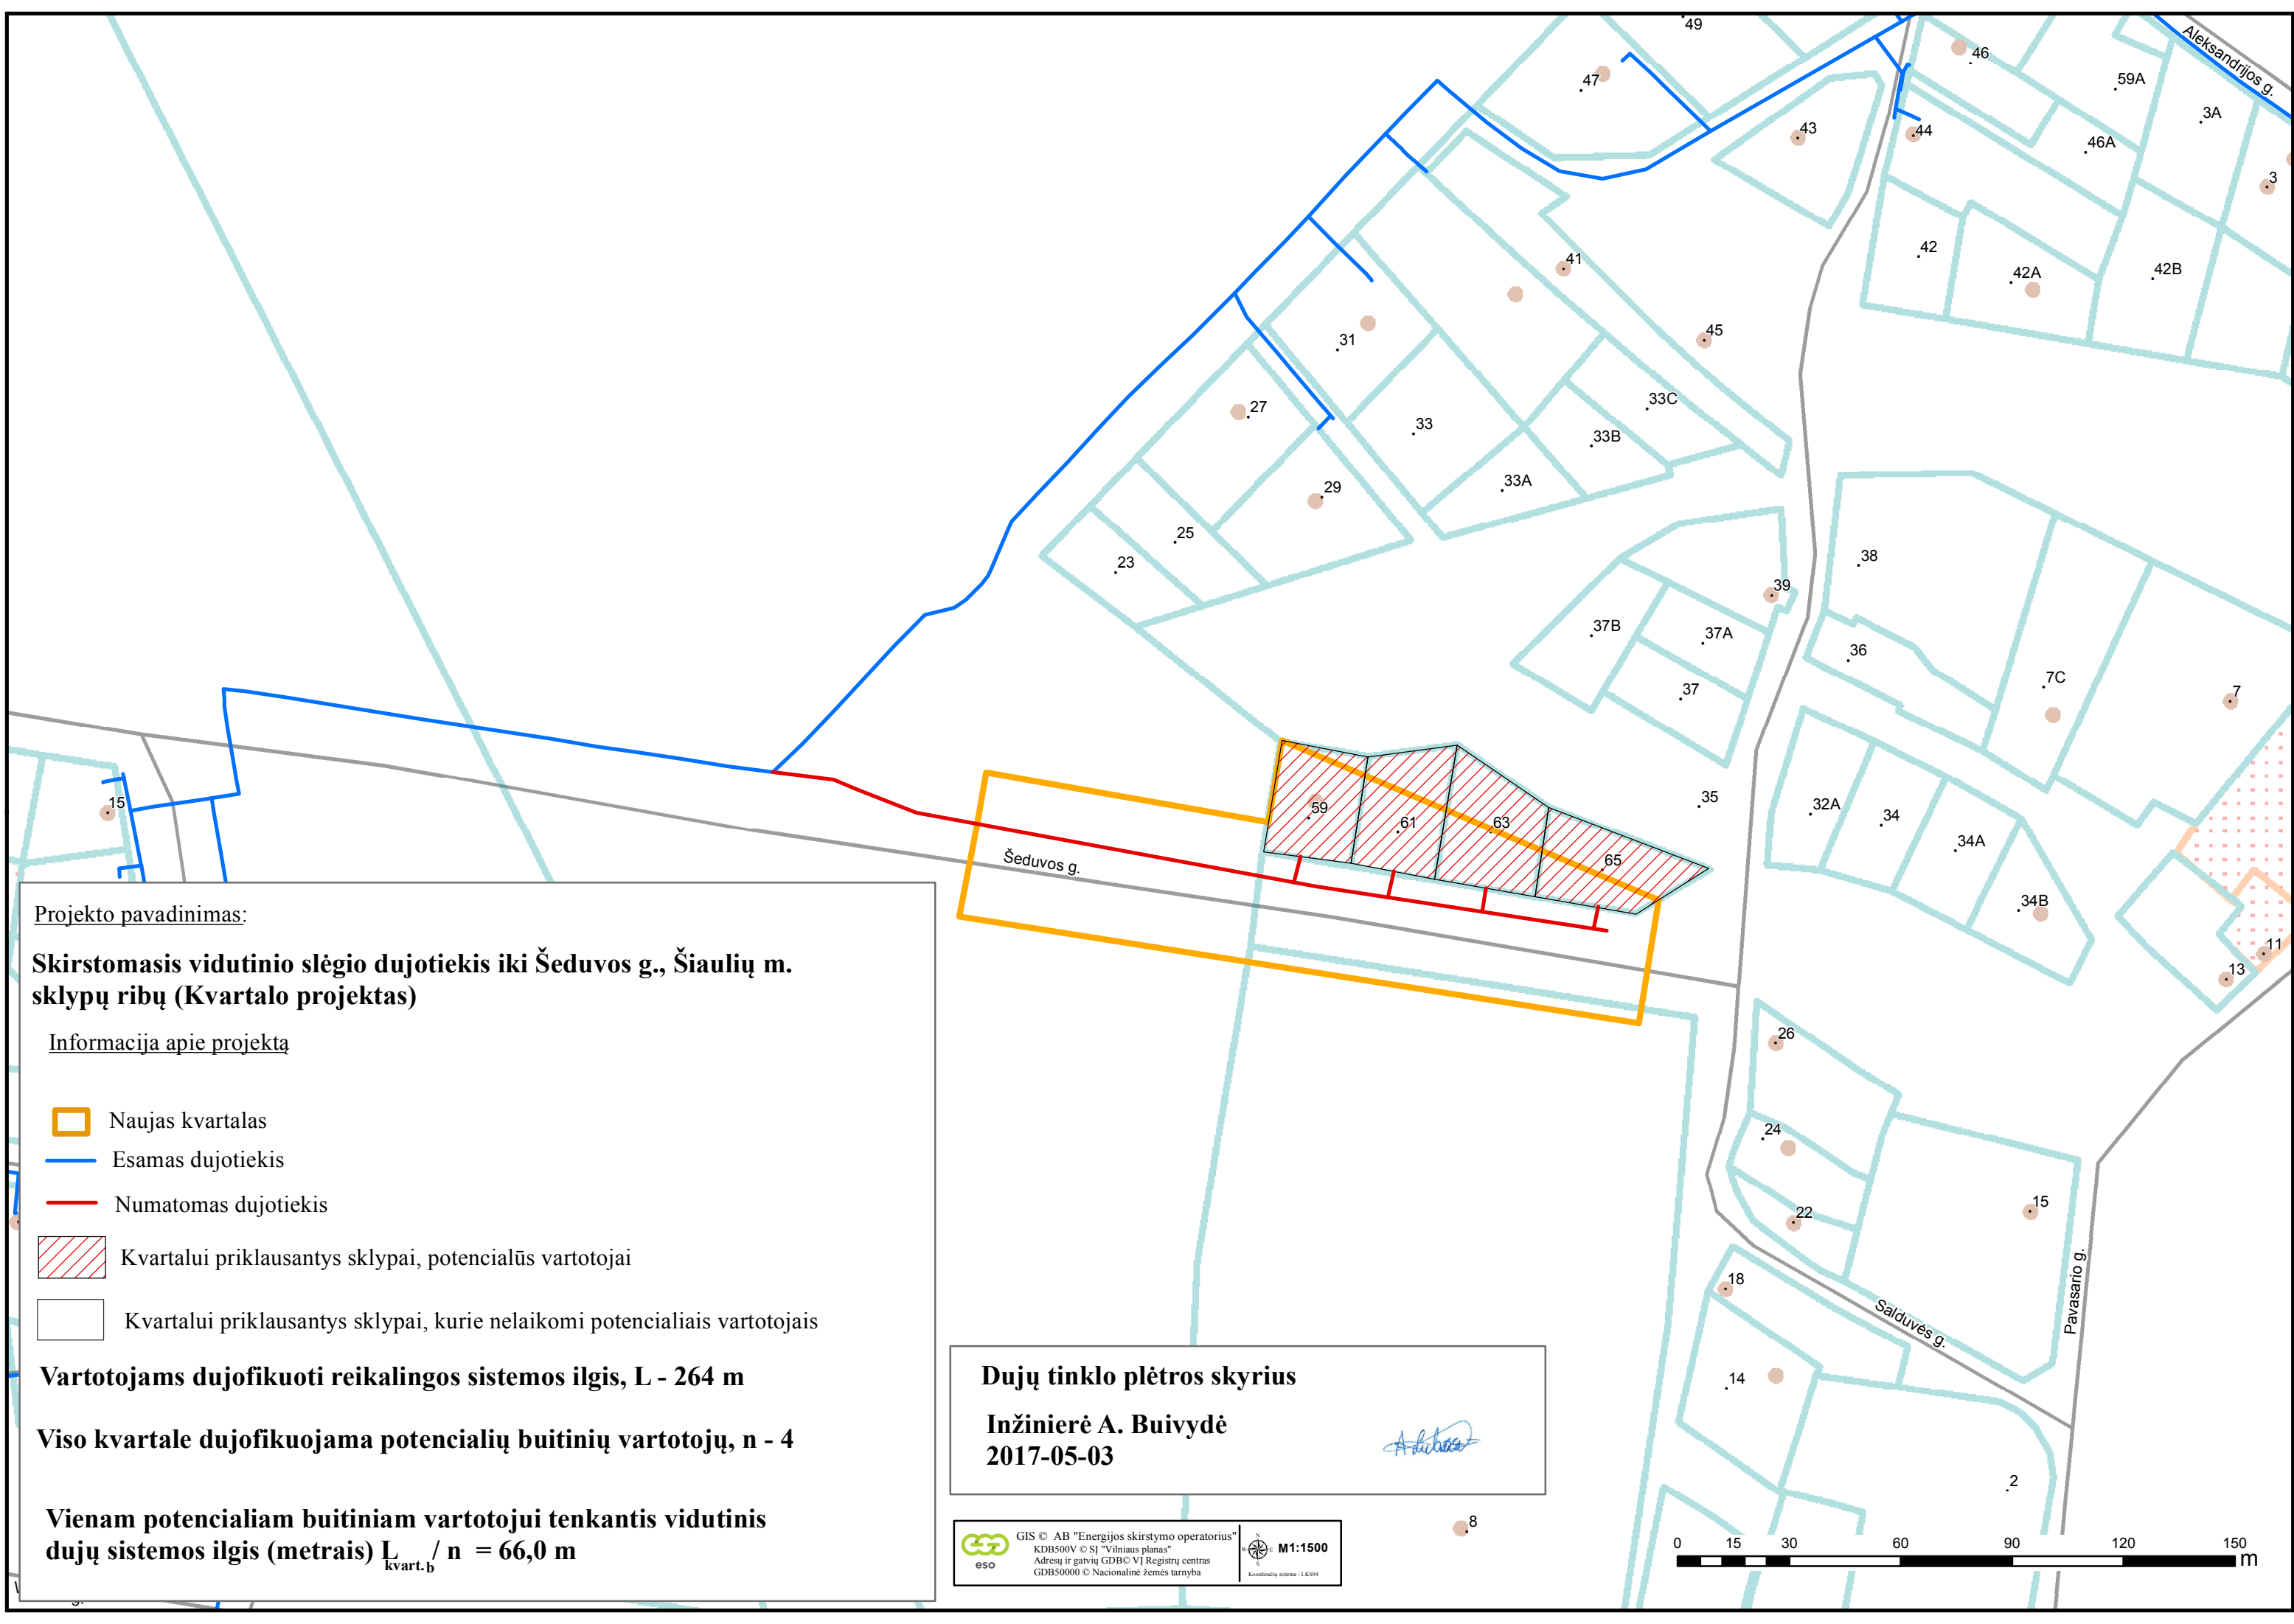 49
47
46
59A
Aleksandrijos g.
3A
43
44
46A
3
42
42A
42B
41
45
31
27
33
33C
33B
33A
29
25
23
38
39
37B
37A
36
37
7C
7
15
59
61
63
65
35
32A
34
34A
34B
11
13
Šeduvos g.
26
24
22
15
18
Salduvės g.
Pavasario g.
14
2
8
Projekto pavadinimas:
Skirstomasis vidutinio slėgio dujotiekis iki Šeduvos g., Šiaulių m.
sklypų ribų (Kvartalo projektas)
Informacija apie projektą
Naujas kvartalas
Esamas dujotiekis
Numatomas dujotiekis
Kvartalui priklausantys sklypai, potencialūs vartotojai
Kvartalui priklausantys sklypai, kurie nelaikomi potencialiais vartotojais
Vartotojams dujofikuoti reikalingos sistemos ilgis, L - 264 m
Viso kvartale dujofikuojama potencialių buitinių vartotojų, n - 4
Vienam potencialiam buitiniam vartotojui tenkantis vidutinis
dujų sistemos ilgis (metrais) L kvart.b / n = 66,0 m
Dujų tinklo plėtros skyrius
Inžinierė A. Buivydė
2017-05-03
eso
GIS © AB "Energijos skirstymo operatorius"
KDB500V © SĮ "Vilniaus planas"
Adresų ir gatvių GDB© VĮ Registrų centras
GDB50000 © Nacionalinė žemės tarnyba
N
W E
S
M1:1500
Koordinačių sistema - LKS94
0 15 30 60 90 120 150
m